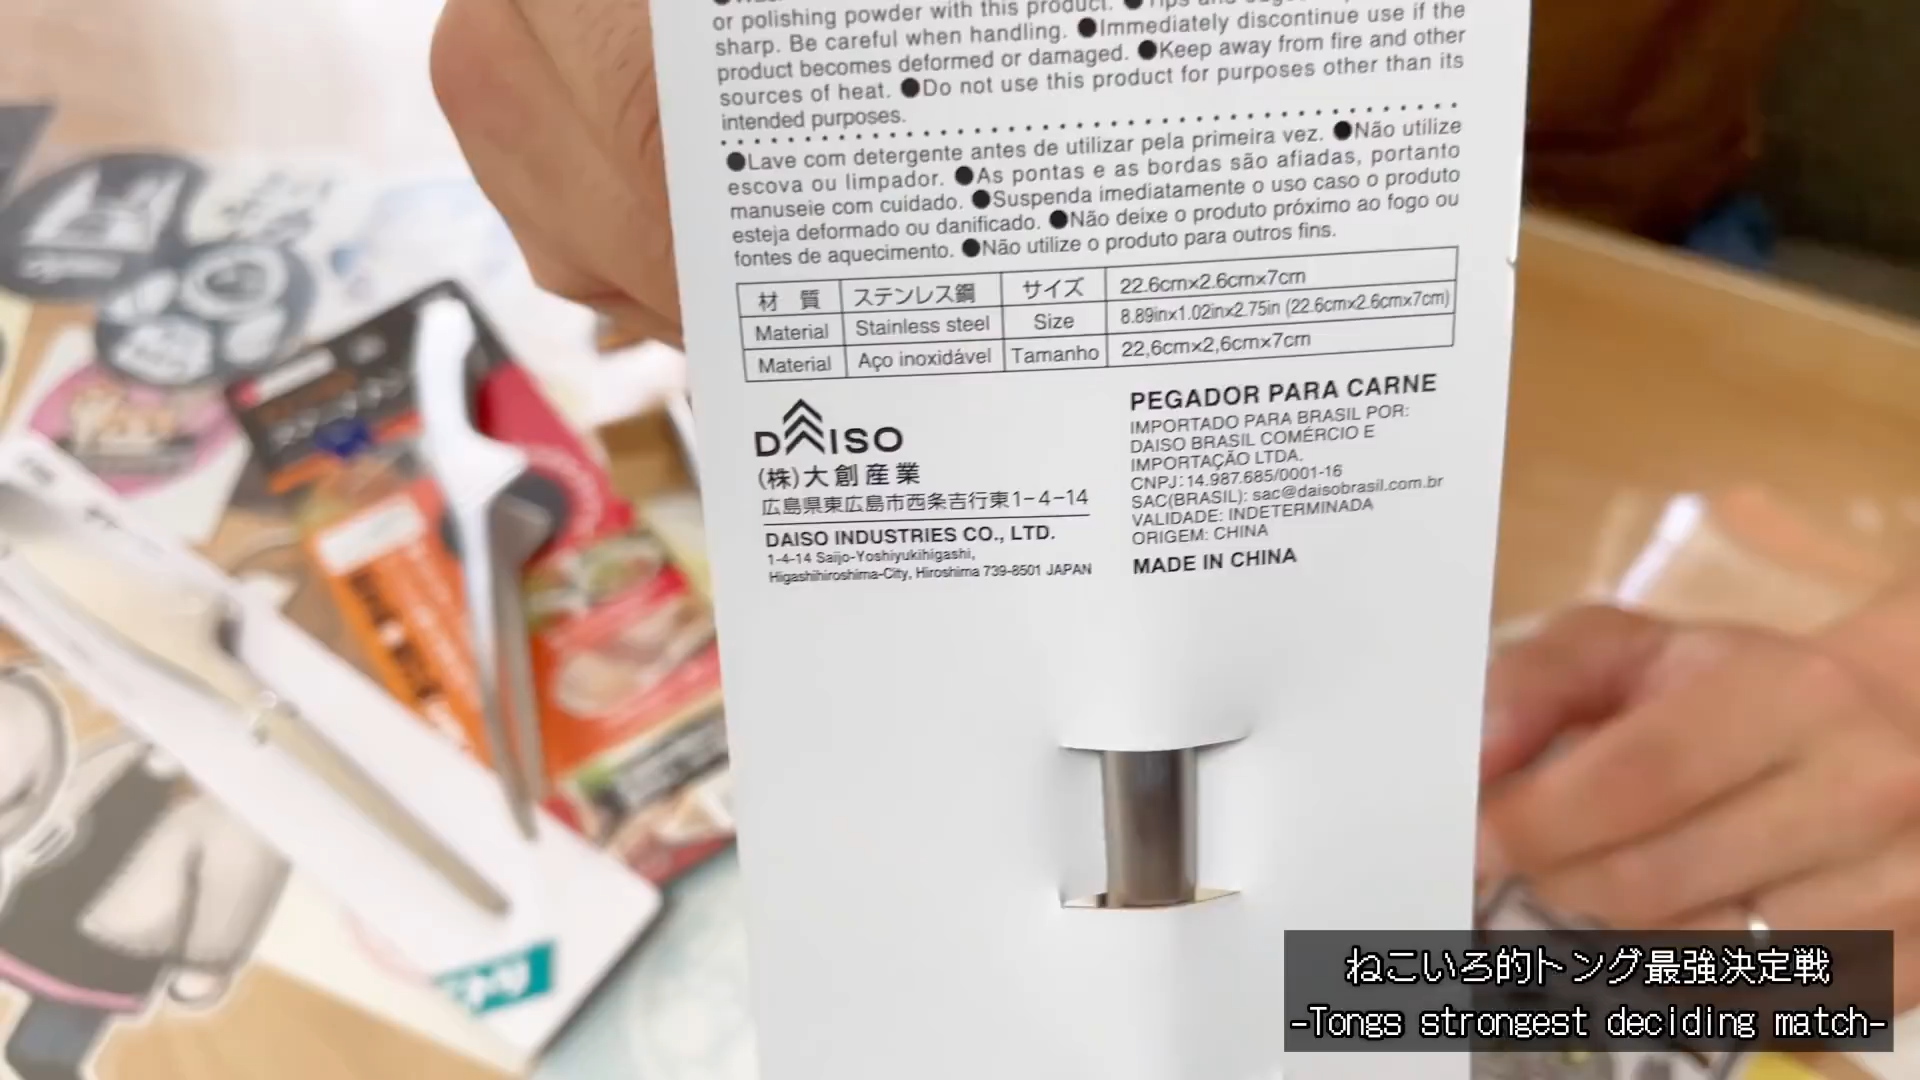 or polishing powder with this product.
sharp. Be careful when handling. ●Immediately discontinue use if the
product becomes deformed or damaged. ●Keep away from fire and other
sources of heat. ●Do not use this product for purposes other than its
intended purposes.
●Lave com detergente antes de utilizar pela primeira vez. ●Não utilize
escova ou limpador. ●As pontas e as bordas são afiadas, portanto
manuseie com cuidado. ●Suspenda imediatamente o uso caso o produto
esteja deformado ou danificado. ●Não deixe o produto próximo ao fogo ou
fontes de aquecimento. ●Não utilize o produto para outros fins.
材 質 ステンレス鋼 サイズ 22.6cm×2.6cm×7cm
Material Stainless steel Size 8.89in×1.02in×2.75in (22.6cm×2.6cm×7cm)
Material Aço inoxidável Tamanho 22,6cm×2,6cm×7cm
DAISO
(株)大創産業
広島県東広島市西条吉行東1-4-14
DAISO INDUSTRIES CO., LTD.
1-4-14 Saijo-Yoshiyukihigashi,
Higashihiroshima-City, Hiroshima 739-8501 JAPAN
PEGADOR PARA CARNE
IMPORTADO PARA BRASIL POR:
DAISO BRASIL COMÉRCIO E
IMPORTAÇÃO LTDA.
CNPJ:14.987.685/0001-16
SAC(BRASIL): sac@daisobrasil.com.br
VALIDADE: INDETERMINADA
ORIGEM: CHINA
MADE IN CHINA
ねこいろ的トング最強決定戦
-Tongs strongest deciding match-